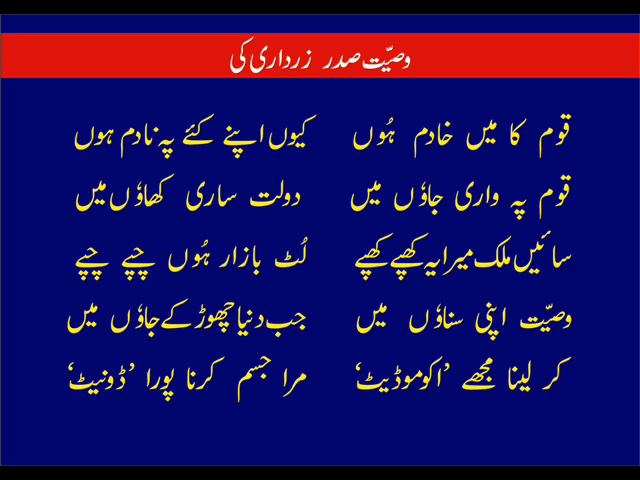 وصیّت صدر زرداری کی
قوم کا میں خادم ہُوں کیوں اپنے کئے پہ نادم ہوں
قوم پہ واری جاؤں میں دولت ساری کھاؤں میں
سائیں ملک میرا یہ کھپے کھپے لُٹ بازار ہُوں چپے چپے
وصیّت اپنی سناؤں میں جب دنیا چھوڑ کے جاؤں میں
کر لینا مجھے ’اکوموڈیٹ‘ مرا جسم کرنا پورا ’ڈونیٹ‘